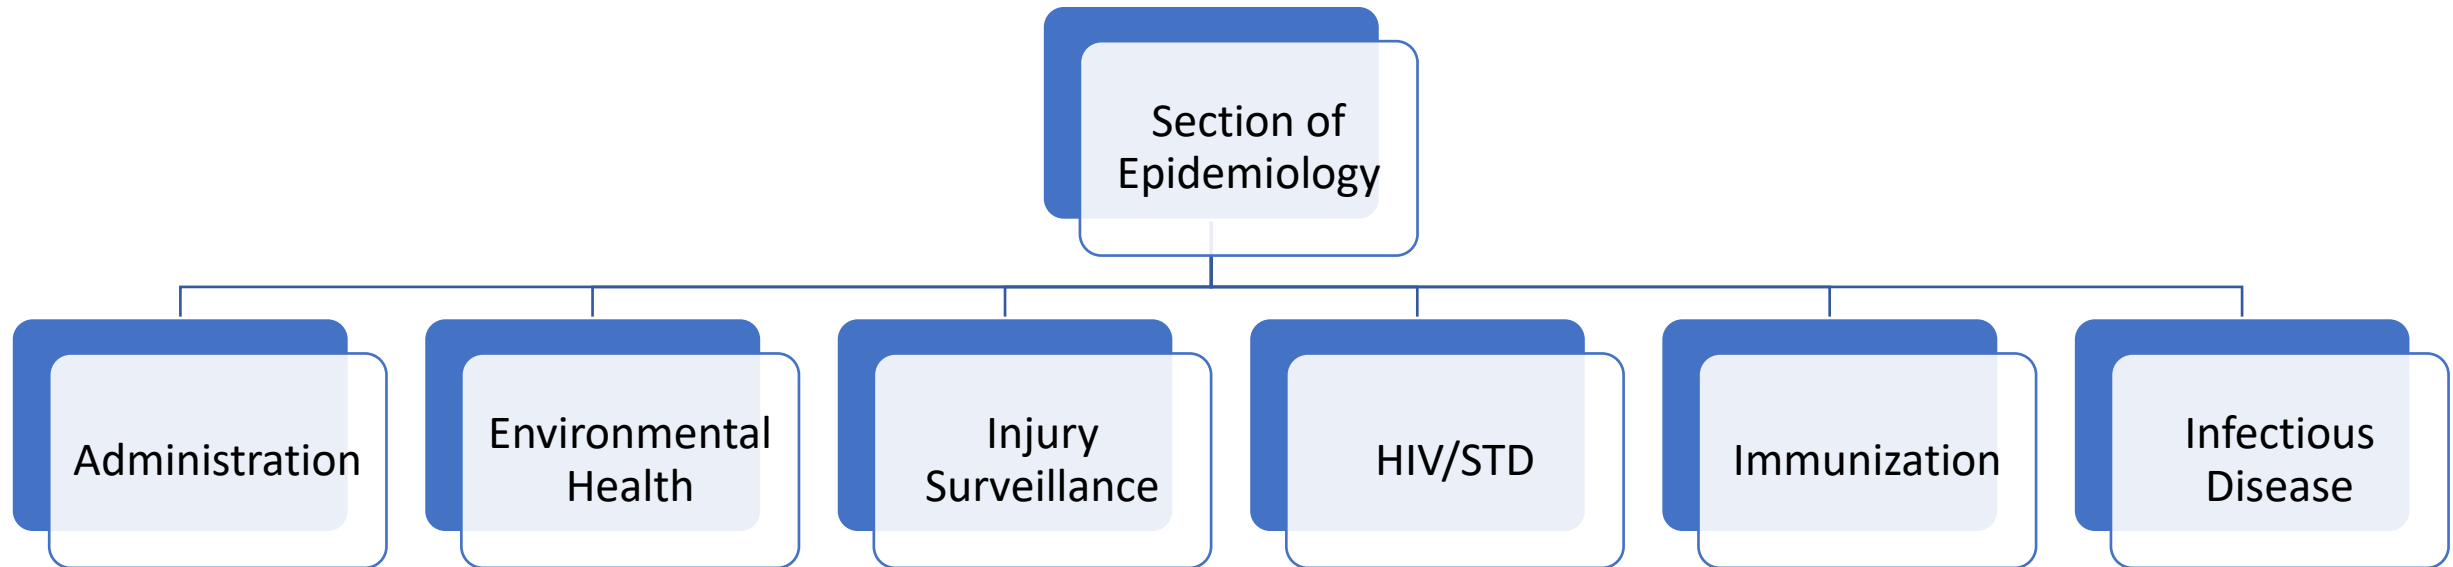 Section of
Epidemiology
Administration
Environmental
Health
Injury
Surveillance
HIV/STD
Immunization
Infectious
Disease